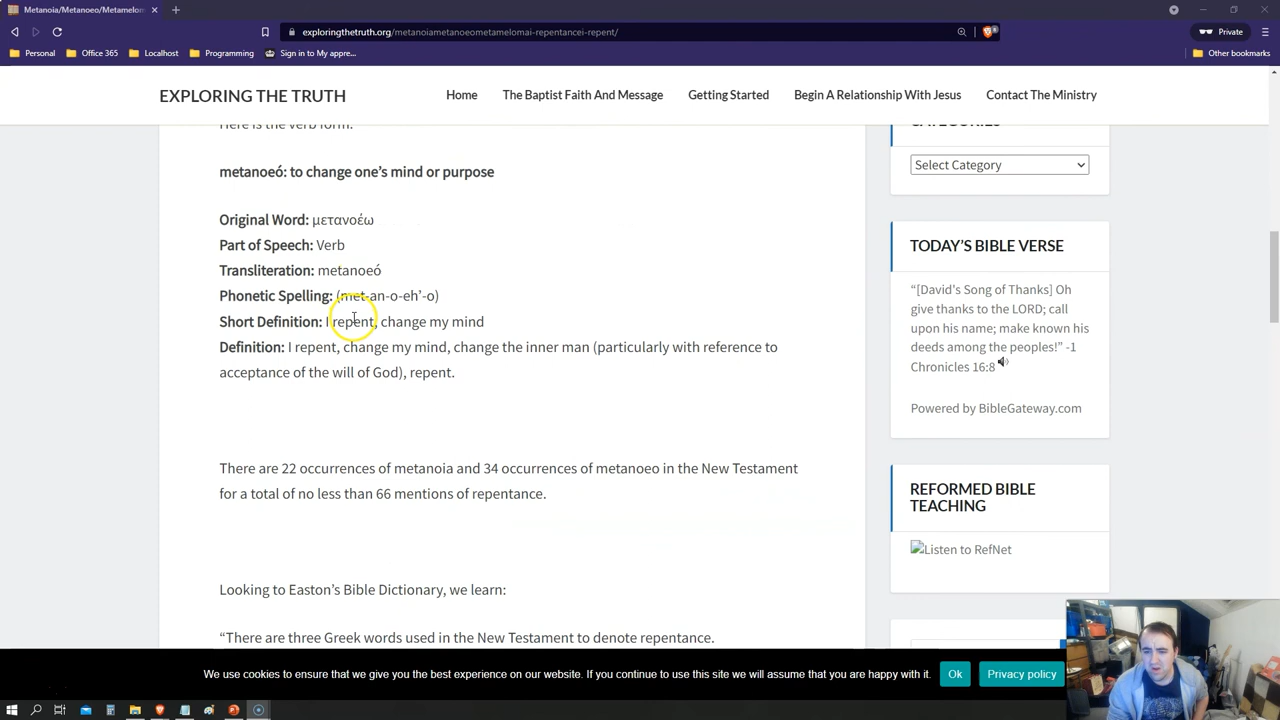 Metanoia/Metanoeo/Metamelom
exploringthetruth.org/metanoiametanoeometamelomai-repentancei-repent/
Private
Personal
Office 365
Localhost
Programming
Sign in to My appre...
Other bookmarks
EXPLORING THE TRUTH
Home
The Baptist Faith And Message
Getting Started
Begin A Relationship With Jesus
Contact The Ministry
Here is the verb form.
metanoeó: to change one's mind or purpose
Original Word: μετανοέω
Part of Speech: Verb
Transliteration: metanoeó
Phonetic Spelling: (met-an-o-eh'-o)
Short Definition: I repent, change my mind
Definition: I repent, change my mind, change the inner man (particularly with reference to
acceptance of the will of God), repent.
There are 22 occurrences of metanoia and 34 occurrences of metanoeo in the New Testament
for a total of no less than 66 mentions of repentance.
Looking to Easton's Bible Dictionary, we learn:
“There are three Greek words used in the New Testament to denote repentance.
CATEGORIES
Select Category
TODAY'S BIBLE VERSE
“[David's Song of Thanks] Oh
give thanks to the LORD; call
upon his name; make known his
deeds among the peoples!” -1
Chronicles 16:8
Powered by BibleGateway.com
REFORMED BIBLE
TEACHING
Listen to RefNet
We use cookies to ensure that we give you the best experience on our website. If you continue to use this site we will assume that you are happy with it.
Ok
Privacy policy